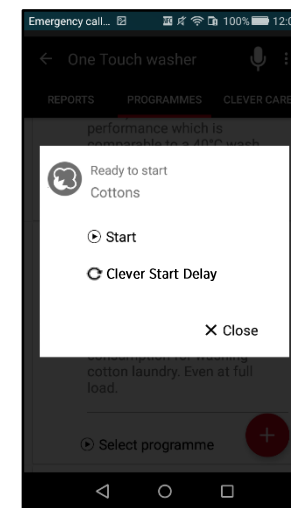 Emergency call... 100% 12:0
One Touch washer
REPORTS PROGRAMMES CLEVER CARE
performance which is
comparable to a 40°C wash
Ready to start
Cottons
Start
Clever Start Delay
Close
consumption for washing
cotton laundry. Even at full
load.
Select programme